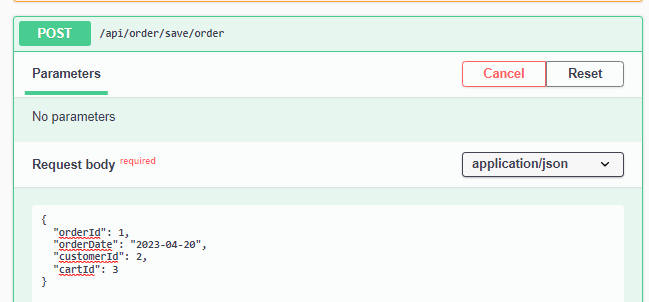 POST /api/order/save/order
Parameters Cancel Reset
No parameters
Request body required application/json
{
"orderId": 1,
"orderDate": "2023-04-20",
"customerId": 2,
"cartId": 3
}